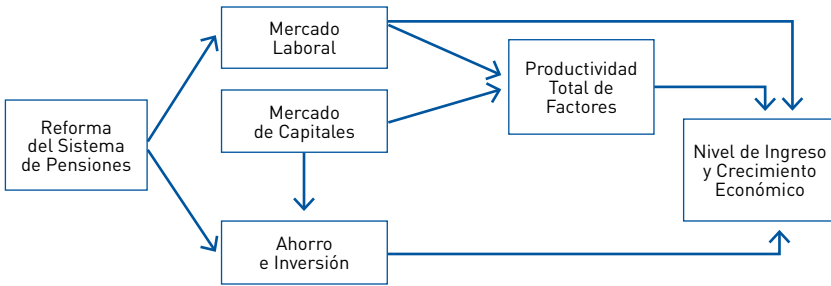 Reforma
del Sistema
de Pensiones
Mercado
Laboral
Mercado
de Capitales
Ahorro
e Inversión
Productividad
Total de
Factores
Nivel de Ingreso
y Crecimiento
Económico